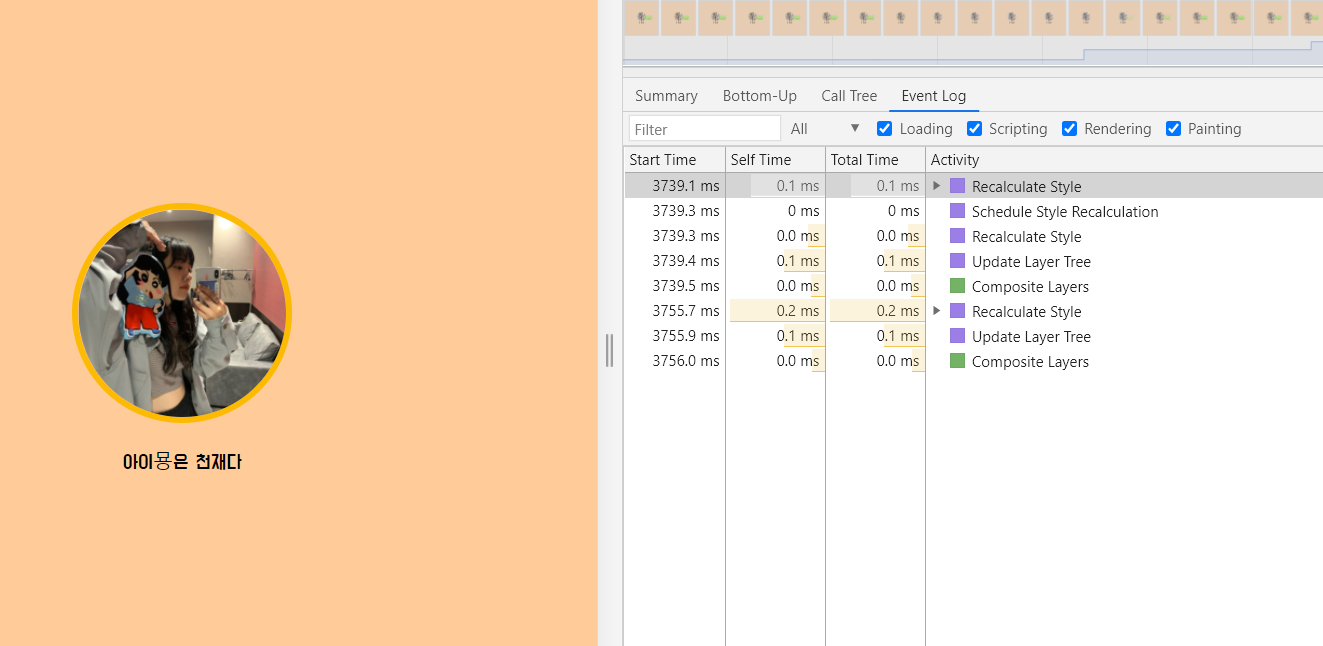 Summary Bottom-Up Call Tree Event Log
Filter All ▼ Loading Scripting Rendering Painting
Start Time Self Time Total Time Activity
3739.1 ms 0.1 ms 0.1 ms Recalculate Style
3739.3 ms 0 ms 0 ms Schedule Style Recalculation
3739.3 ms 0.0 ms 0.0 ms Recalculate Style
3739.4 ms 0.1 ms 0.1 ms Update Layer Tree
3739.5 ms 0.0 ms 0.0 ms Composite Layers
3755.7 ms 0.2 ms 0.2 ms Recalculate Style
3755.9 ms 0.1 ms 0.1 ms Update Layer Tree
3756.0 ms 0.0 ms 0.0 ms Composite Layers
아이묭은 천재다